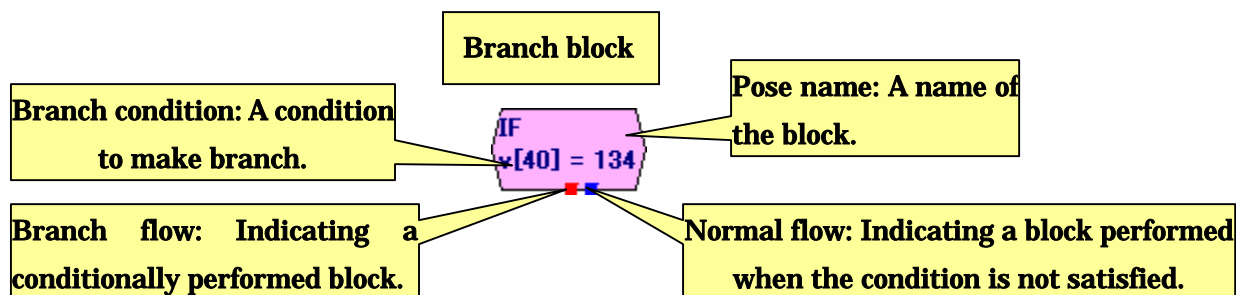 Branch block
Pose name: A name of
the block.
Branch condition: A condition
to make branch.
IF
v[40] = 134
Branch flow: Indicating a
conditionally performed block.
Normal flow: Indicating a block performed
when the condition is not satisfied.